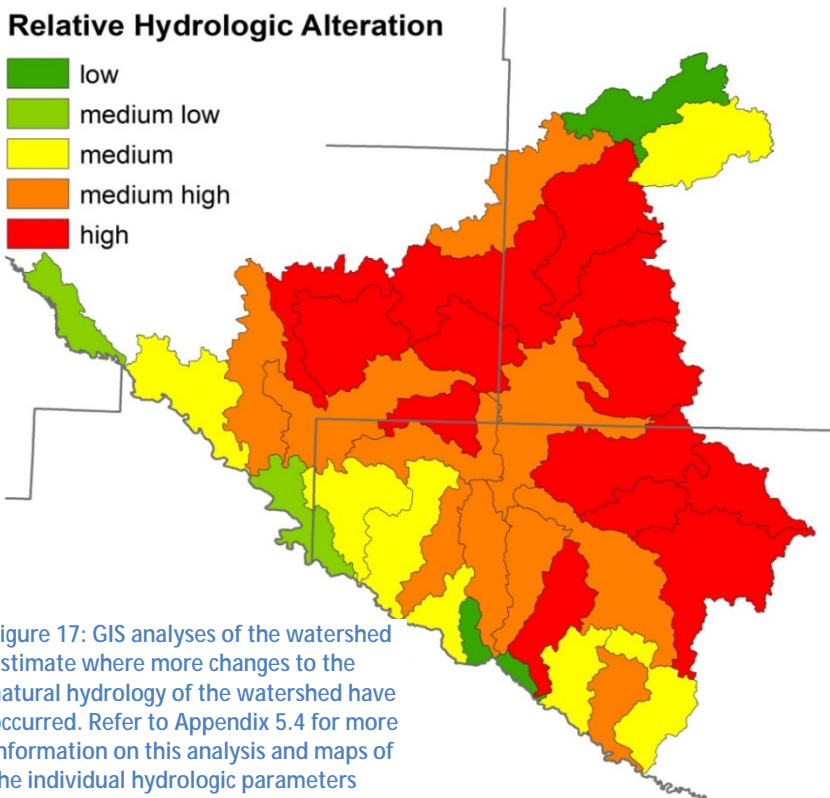 Relative Hydrologic Alteration
low
medium low
medium
medium high
high
igure 17: GIS analyses of the watershed
stimate where more changes to the
atural hydrology of the watershed have
ccurred. Refer to Appendix 5.4 for more
nformation on this analysis and maps of
he individual hydrologic parameters